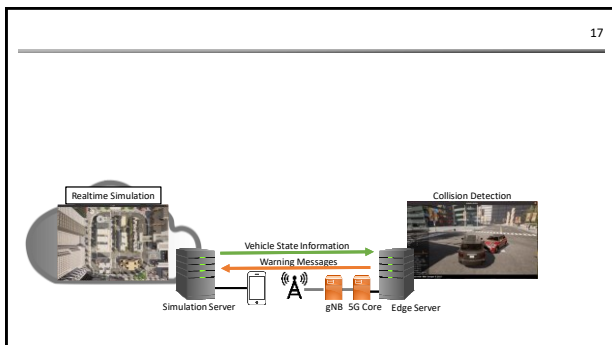 17
Realtime Simulation
Collision Detection
Vehicle State Information
Warning Messages
Simulation Server
gNB
5G Core
Edge Server